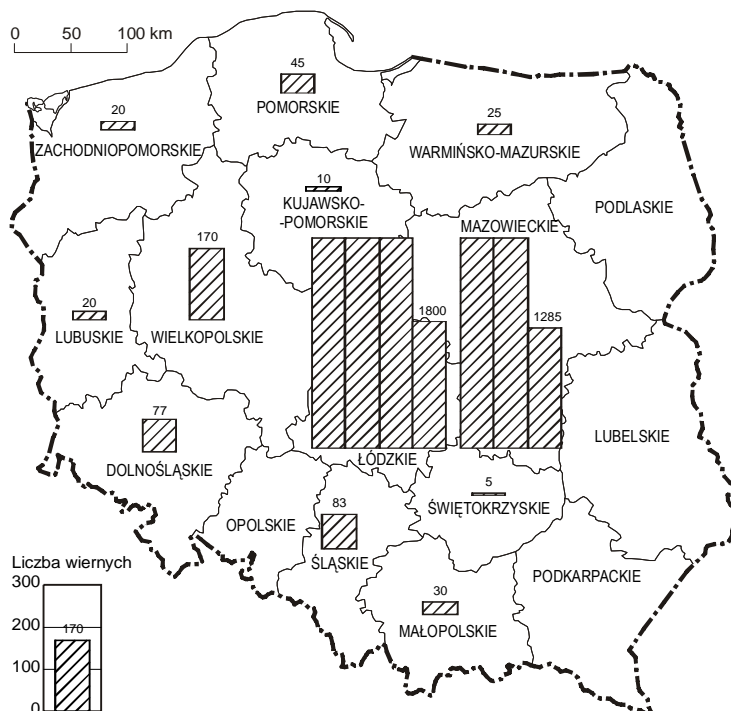 0 50 100 km
45
POMORSKIE
20
ZACHODNIOPOMORSKIE
25
WARMIŃSKO-MAZURSKIE
10
KUJAWSKO-
-POMORSKIE
PODLASKIE
MAZOWIECKIE
170
WIELKOPOLSKIE
20
LUBUSKIE
1800
1285
77
DOLNOŚLĄSKIE
ŁÓDZKIE
LUBELSKIE
5
ŚWIĘTOKRZYSKIE
OPOLSKIE
83
ŚLĄSKIE
PODKARPACKIE
30
MAŁOPOLSKIE
Liczba wiernych
300
200
170
100
0